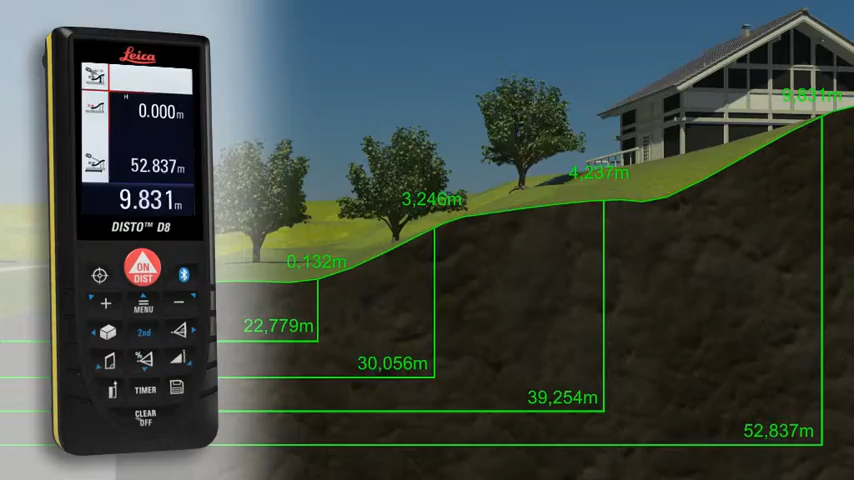 Leica
0.000m
52.837m
9.831m
DISTO™ D8
ON
DIST
+
MENU
−
2nd
%
TIMER
CLEAR
OFF
9,831m
4,237m
3,246m
0,132m
22,779m
30,056m
39,254m
52,837m